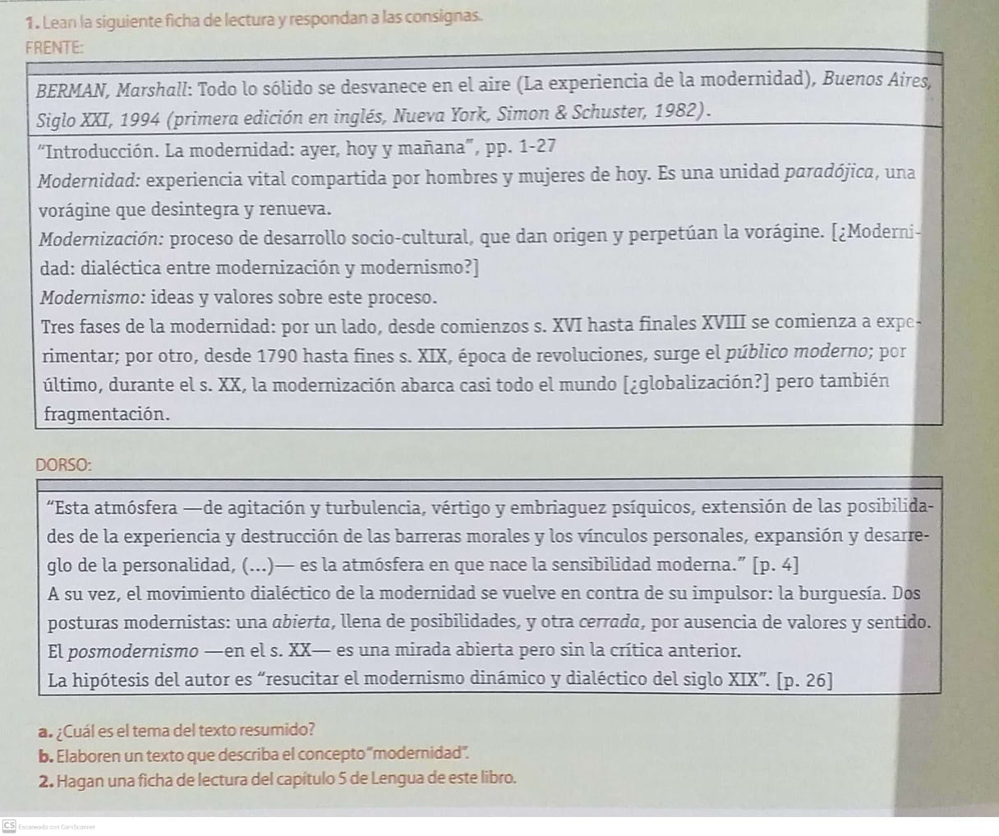 1. Lean la siguiente ficha de lectura y respondan a las consignas.
FRENTE:
BERMAN, Marshall: Todo lo sólido se desvanece en el aire (La experiencia de la modernidad), Buenos Aires,
Siglo XXI, 1994 (primera edición en inglés, Nueva York, Simon & Schuster, 1982).
“Introducción. La modernidad: ayer, hoy y mañana”, pp. 1-27
Modernidad: experiencia vital compartida por hombres y mujeres de hoy. Es una unidad paradójica, una
vorágine que desintegra y renueva.
Modernización: proceso de desarrollo socio-cultural, que dan origen y perpetúan la vorágine. [¿Moderni-
dad: dialéctica entre modernización y modernismo?]
Modernismo: ideas y valores sobre este proceso.
Tres fases de la modernidad: por un lado, desde comienzos s. XVI hasta finales XVIII se comienza a expe-
rimentar; por otro, desde 1790 hasta fines s. XIX, época de revoluciones, surge el público moderno; por
último, durante el s. XX, la modernización abarca casi todo el mundo [¿globalización?] pero también
fragmentación.
DORSO:
“Esta atmósfera —de agitación y turbulencia, vértigo y embriaguez psíquicos, extensión de las posibilida-
des de la experiencia y destrucción de las barreras morales y los vínculos personales, expansión y desarre-
glo de la personalidad, (...)— es la atmósfera en que nace la sensibilidad moderna.” [p. 4]
A su vez, el movimiento dialéctico de la modernidad se vuelve en contra de su impulsor: la burguesía. Dos
posturas modernistas: una abierta, llena de posibilidades, y otra cerrada, por ausencia de valores y sentido.
El posmodernismo —en el s. XX— es una mirada abierta pero sin la crítica anterior.
La hipótesis del autor es “resucitar el modernismo dinámico y dialéctico del siglo XIX”. [p. 26]
a. ¿Cuál es el tema del texto resumido?
b. Elaboren un texto que describa el concepto “modernidad”.
2. Hagan una ficha de lectura del capítulo 5 de Lengua de este libro.
CS Escaneado con CamScanner